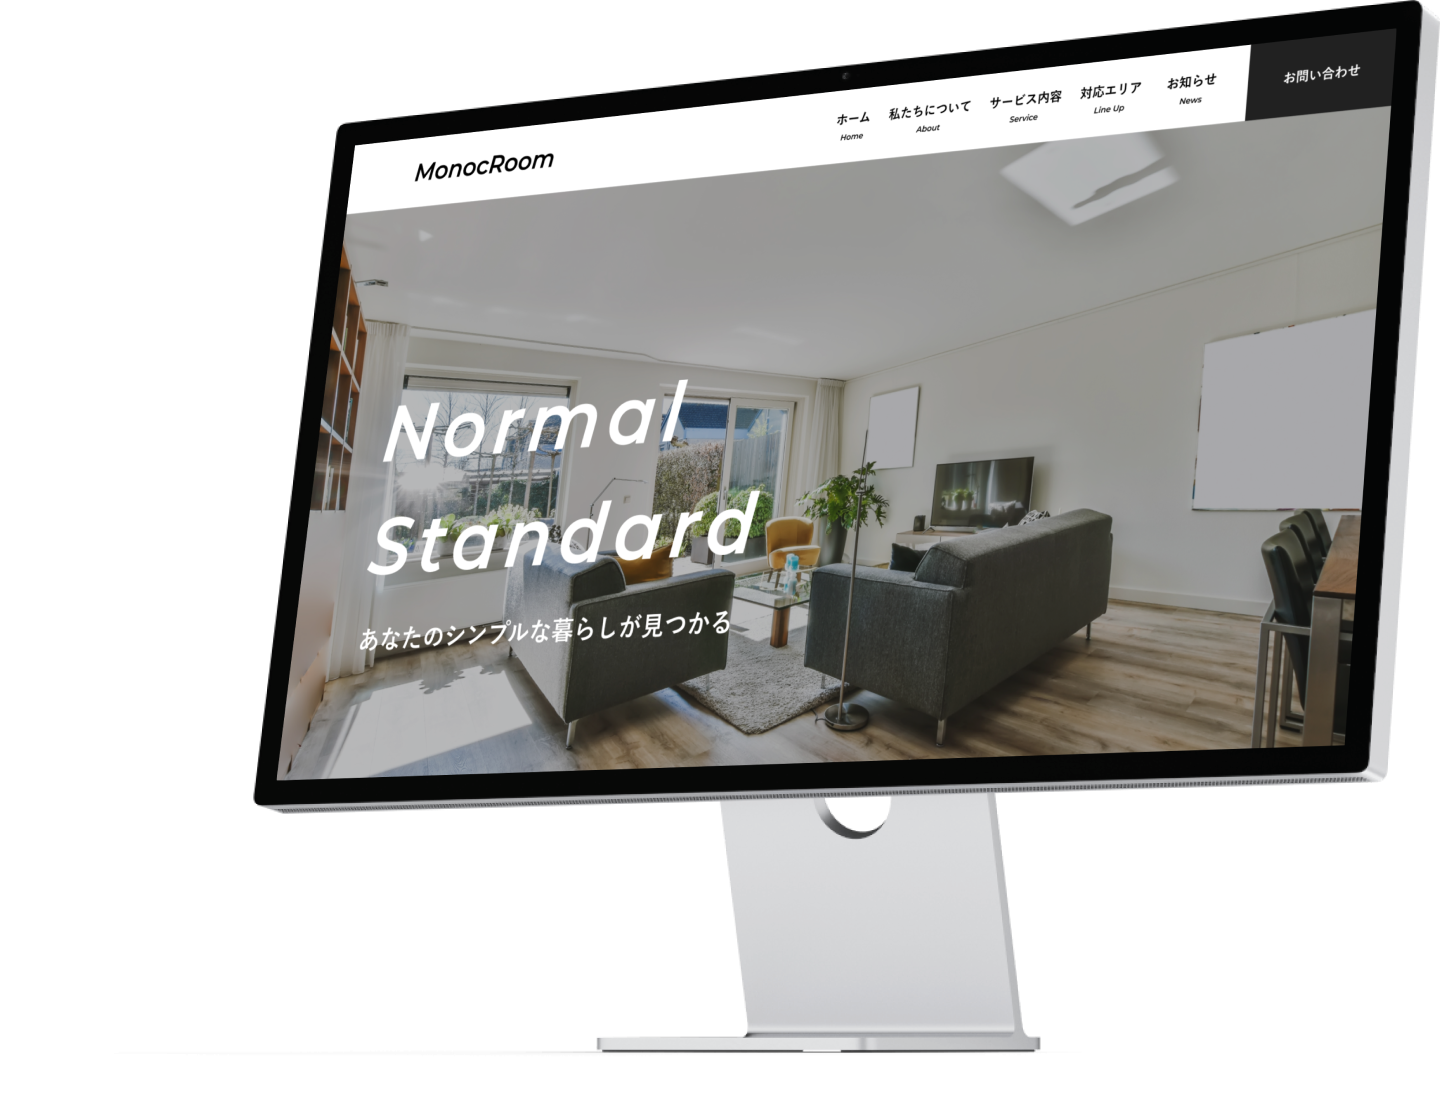 MonocRoom
ホーム 私たちについて サービス内容 対応エリア お知らせ お問い合わせ
Home About Service Line Up News
Normal
Standard
あなたのシンプルな暮らしが見つかる